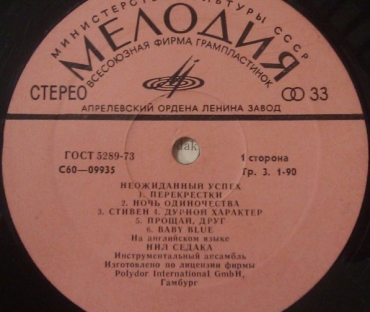 МИНИСТЕРСТВО КУЛЬТУРЫ СССР
МЕЛОДИЯ
ВСЕСОЮЗНАЯ ФИРМА ГРАМПЛАСТИНОК
СТЕРЕО
33
АПРЕЛЕВСКИЙ ОРДЕНА ЛЕНИНА ЗАВОД
ГОСТ 5289-73
С60—09935
1 сторона
Гр. 3. 1-90
НЕОЖИДАННЫЙ УСПЕХ
1. ПЕРЕКРЕСТКИ
2. НОЧЬ ОДИНОЧЕСТВА
3. СТИВЕН 4. ДУРНОЙ ХАРАКТЕР
5. ПРОЩАЙ, ДРУГ
6. BABY BLUE
На английском языке
НИЛ СЕДАКА
Инструментальный ансамбль
Изготовлено по лицензии фирмы
Polydor International GmbH,
Гамбург